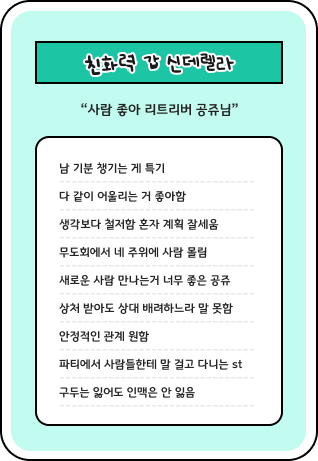 친화력 갑 신데렐라
“사람 좋아 리트리버 공쥬님”
남 기분 챙기는 게 특기
다 같이 어울리는 거 좋아함
생각보다 철저함 혼자 계획 잘세움
무도회에서 네 주위에 사람 몰림
새로운 사람 만나는거 너무 좋은 공쥬
상처 받아도 상대 배려하느라 말 못함
안정적인 관계 원함
파티에서 사람들한테 말 걸고 다니는 st
구두는 잃어도 인맥은 안 잃음